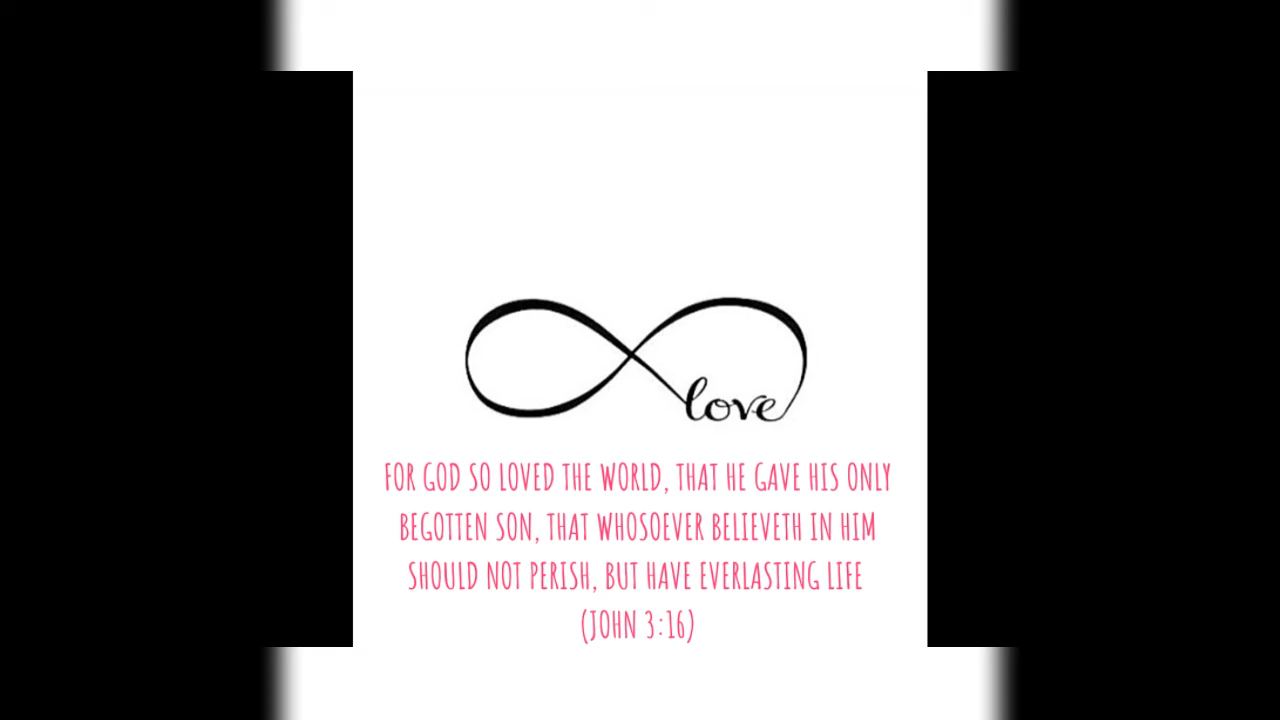 love
FOR GOD SO LOVED THE WORLD, THAT HE GAVE HIS ONLY
BEGOTTEN SON, THAT WHOSOEVER BELIEVETH IN HIM
SHOULD NOT PERISH, BUT HAVE EVERLASTING LIFE
(JOHN 3:16)